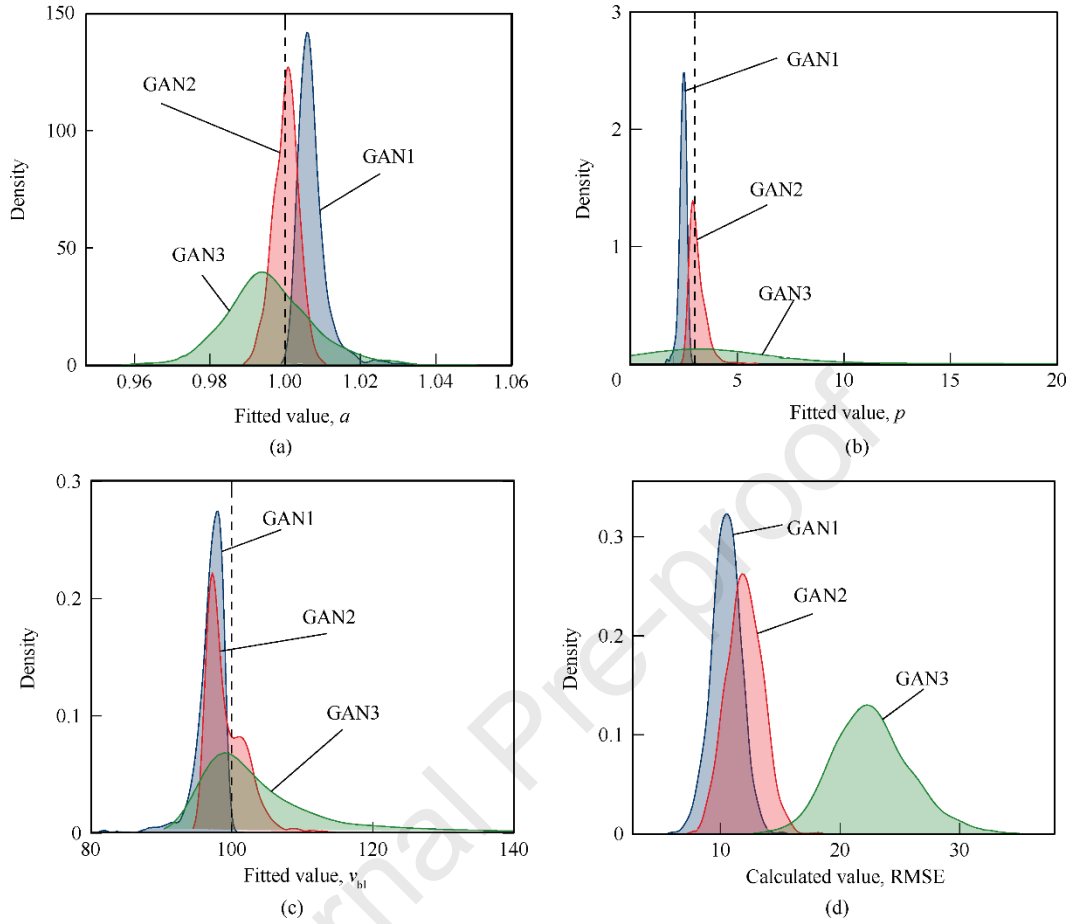 150
100
50
0
Density
GAN2
GAN1
GAN3
0.96
0.98
1.00
1.02
1.04
1.06
Fitted value, a
(a)
3
2
1
0
Density
GAN1
GAN2
GAN3
5
10
15
20
Fitted value, p
(b)
0.3
0.2
0.1
0
Density
GAN1
GAN2
GAN3
80
100
120
140
Fitted value, vbl
(c)
0.3
0.2
0.1
0
Density
GAN1
GAN2
GAN3
10
20
30
Calculated value, RMSE
(d)
rnal Pre-proof